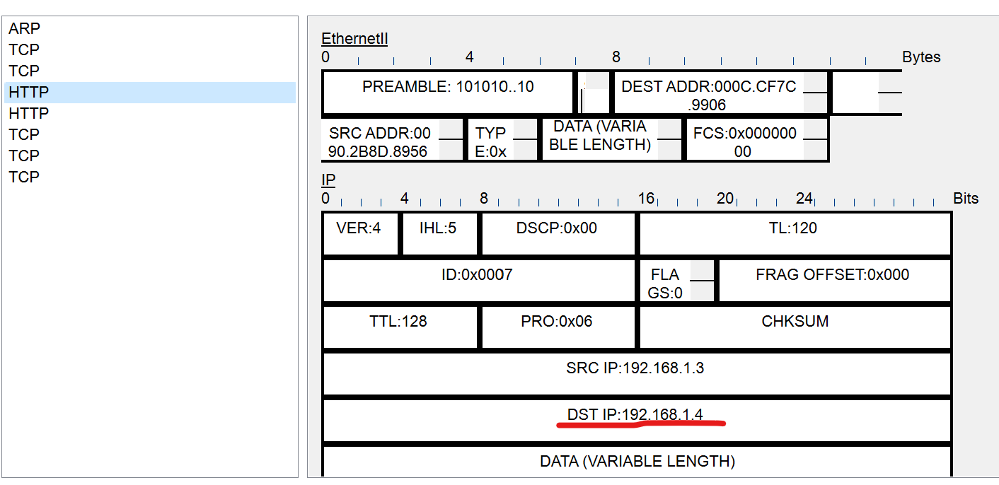 ARP
TCP
TCP
HTTP
HTTP
TCP
TCP
TCP
EthernetII
0 4 8 Bytes
PREAMBLE: 101010..10
DEST ADDR:000C.CF7C
.9906
SRC ADDR:00
90.2B8D.8956
TYP
E:0x
DATA (VARIA
BLE LENGTH)
FCS:0x000000
00
IP
0 4 8 16 20 24 Bits
VER:4 IHL:5 DSCP:0x00 TL:120
ID:0x0007
FLA
GS:0
FRAG OFFSET:0x000
TTL:128 PRO:0x06 CHKSUM
SRC IP:192.168.1.3
DST IP:192.168.1.4
DATA (VARIABLE LENGTH)